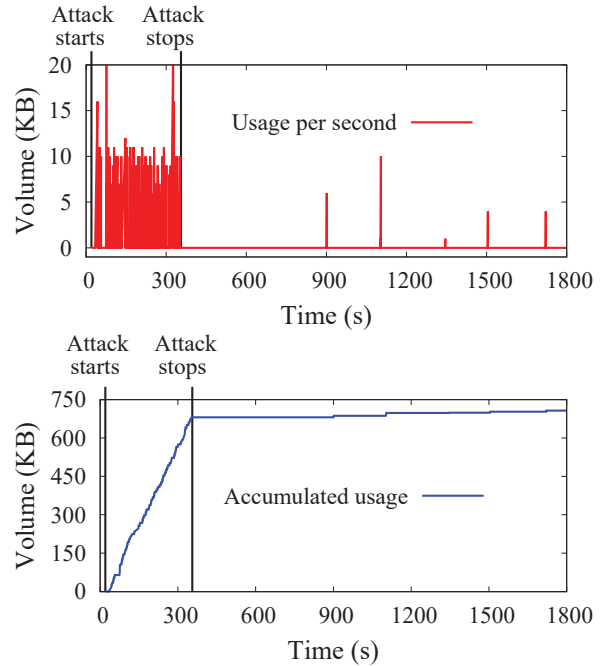 Attack Attack
starts stops
20
15
10
5
0
Volume (KB)
Usage per second
0 300 600 900 1200 1500 1800
Time (s)
Attack Attack
starts stops
750
600
450
300
150
0
Volume (KB)
Accumulated usage
0 300 600 900 1200 1500 1800
Time (s)